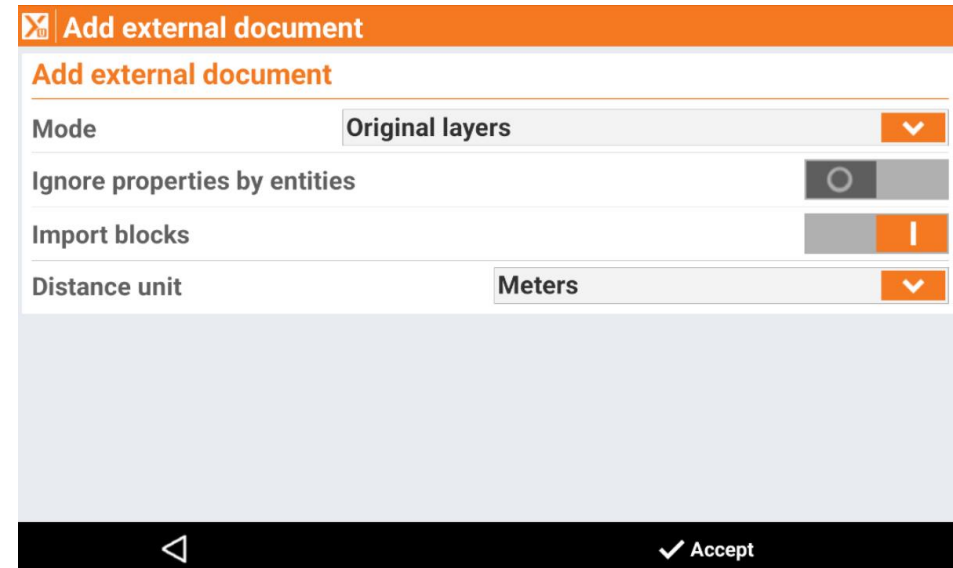 Add external document
Add external document
Mode Original layers
Ignore properties by entities
Import blocks
Distance unit Meters
Accept